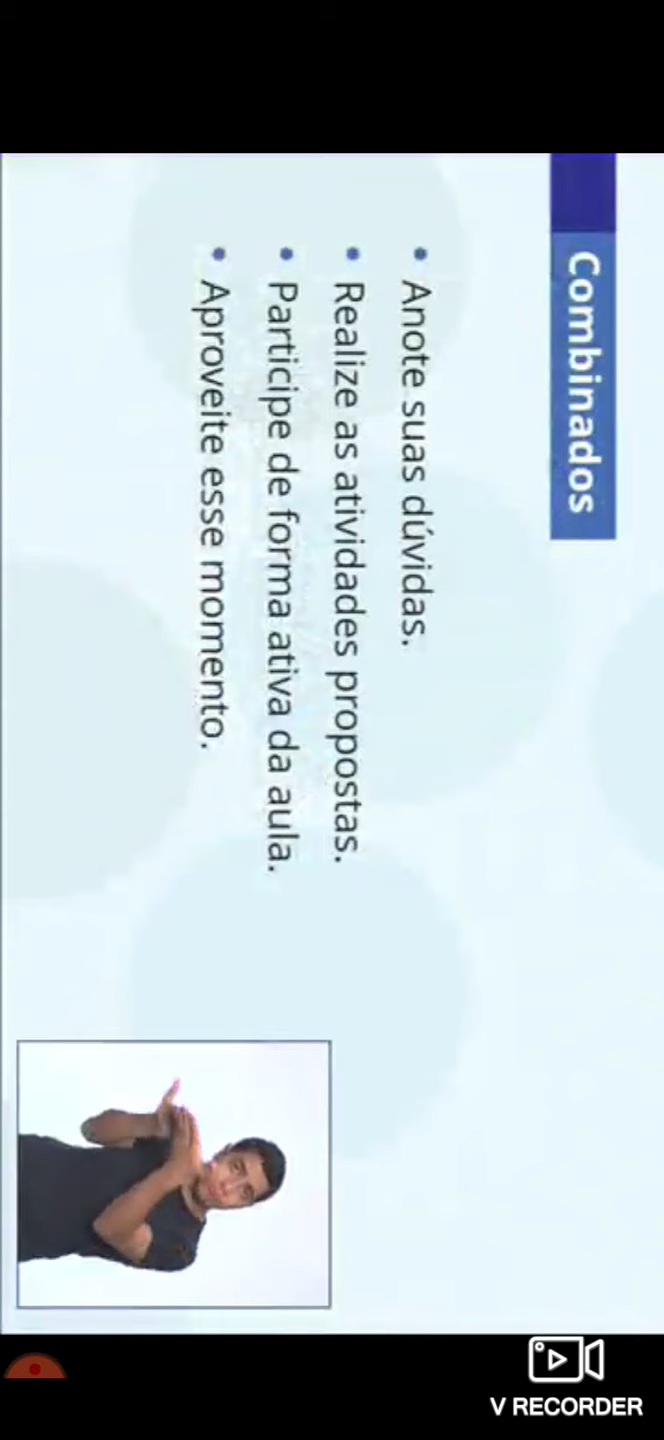 Combinados
• Anote suas dúvidas.
• Realize as atividades propostas.
• Participe de forma ativa da aula.
• Aproveite esse momento.
V RECORDER